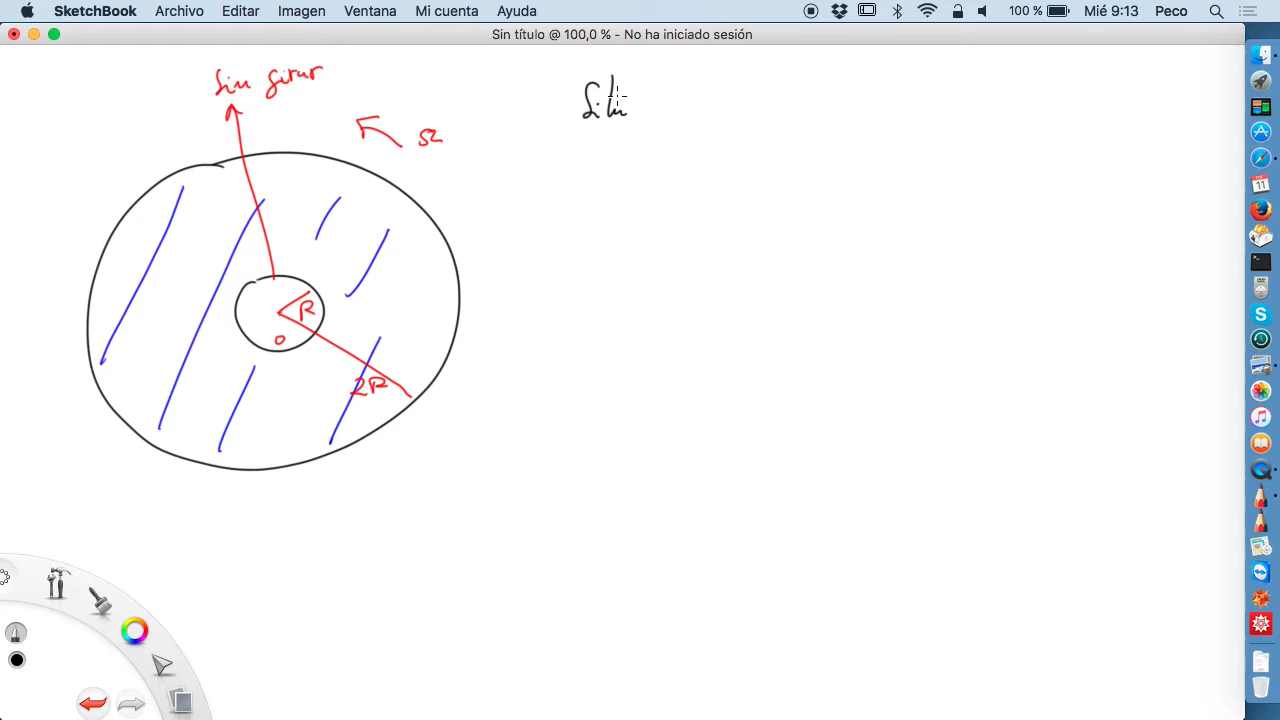 SketchBook Archivo Editar Imagen Ventana Mi cuenta Ayuda 100 % Mié 9:13 Peco
Sin título @ 100,0 % - No ha iniciado sesión
Sin girar
Ω
R
O
2R